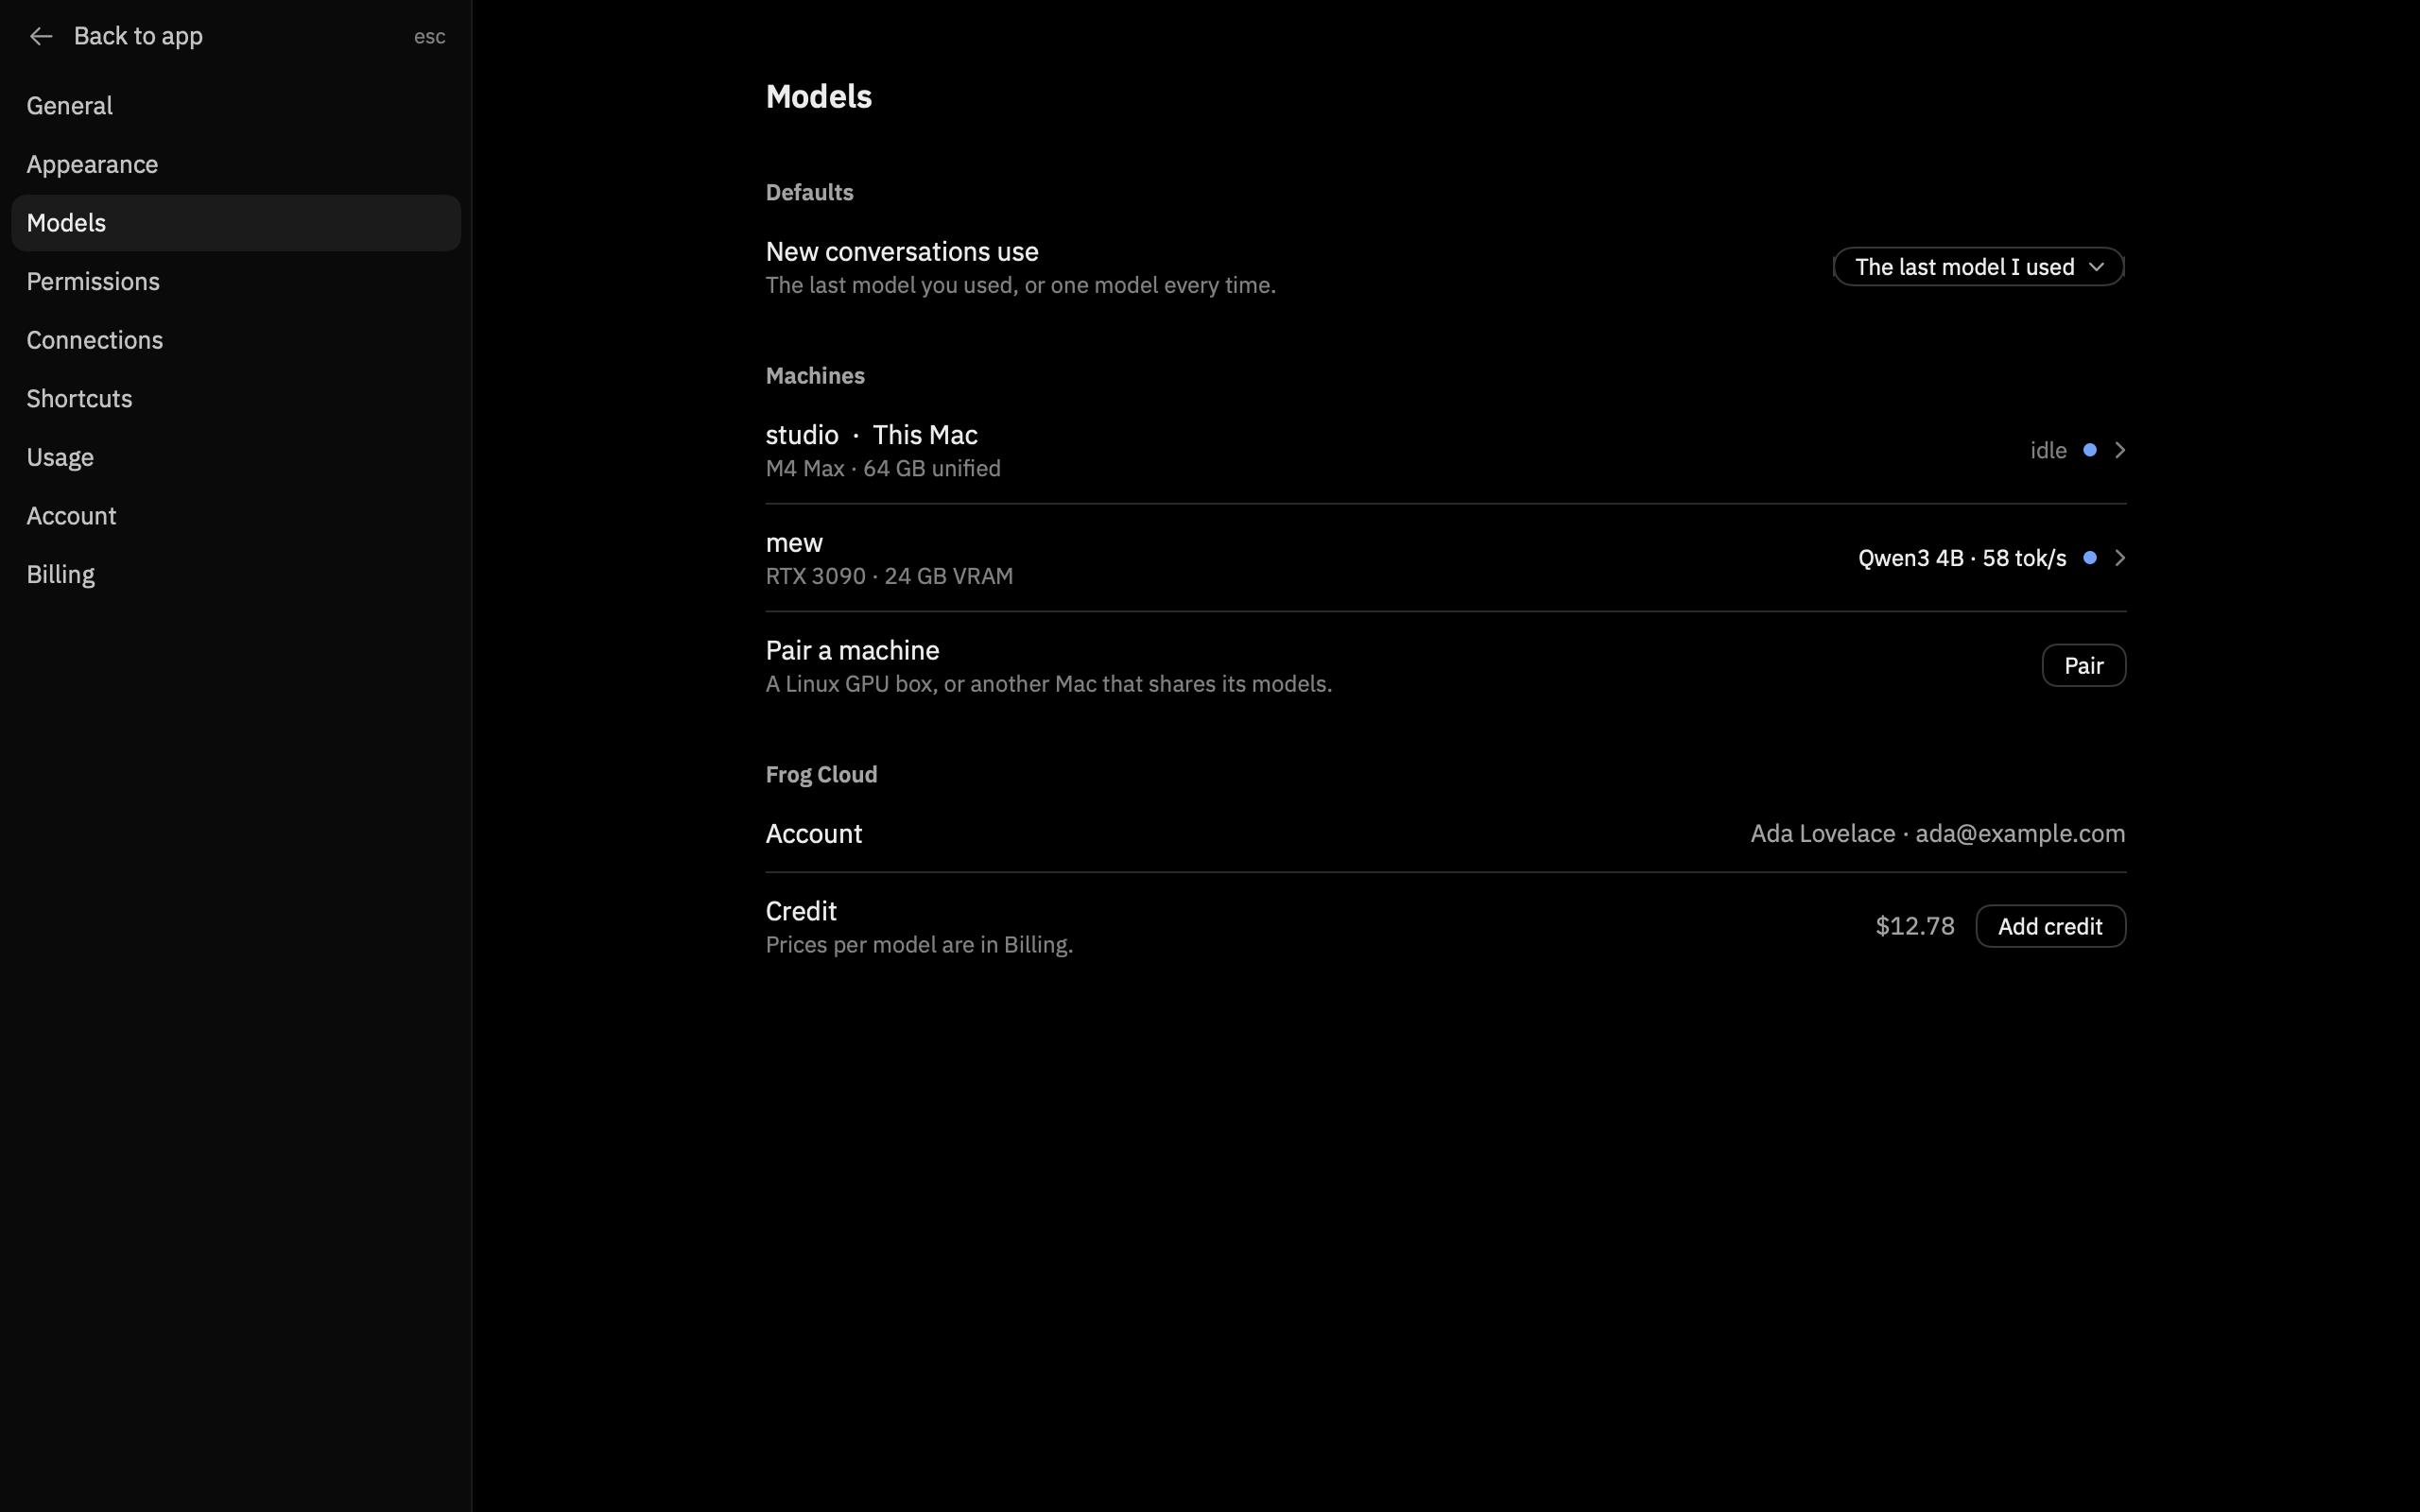 Back to app esc
General
Appearance
Models
Permissions
Connections
Shortcuts
Usage
Account
Billing
Models
Defaults
New conversations use
The last model you used, or one model every time.
The last model I used
Machines
studio · This Mac
M4 Max · 64 GB unified
idle
mew
RTX 3090 · 24 GB VRAM
Qwen3 4B · 58 tok/s
Pair a machine
A Linux GPU box, or another Mac that shares its models.
Pair
Frog Cloud
Account
Ada Lovelace · ada@example.com
Credit
Prices per model are in Billing.
$12.78
Add credit